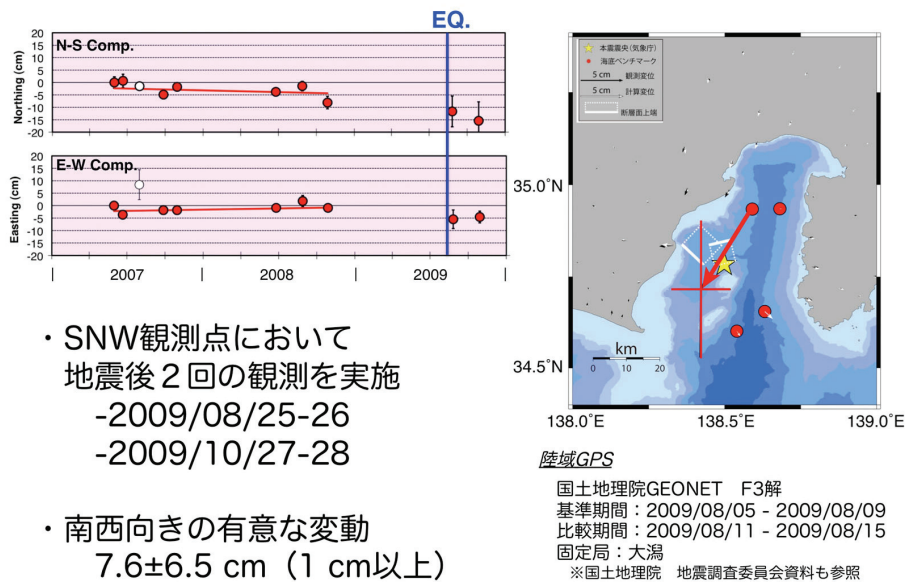 EQ.
N-S Comp.
Northing (cm)
20
15
10
5
0
-5
-10
-15
-20
E-W Comp.
Easting (cm)
20
15
10
5
0
-5
-10
-15
-20
2007 2008 2009
・SNW観測点において
地震後２回の観測を実施
-2009/08/25-26
-2009/10/27-28
・南西向きの有意な変動
7.6±6.5 cm（1 cm以上）
本震震央(気象庁)
海底ベンチマーク
5 cm 観測変位
5 cm 計算変位
断層面上端
35.0˚N
34.5˚N
km
0 10 20
138.0˚E 138.5˚E 139.0˚E
陸域GPS
国土地理院GEONET F3解
基準期間：2009/08/05 - 2009/08/09
比較期間：2009/08/11 - 2009/08/15
固定局：大潟
※国土地理院 地震調査委員会資料も参照